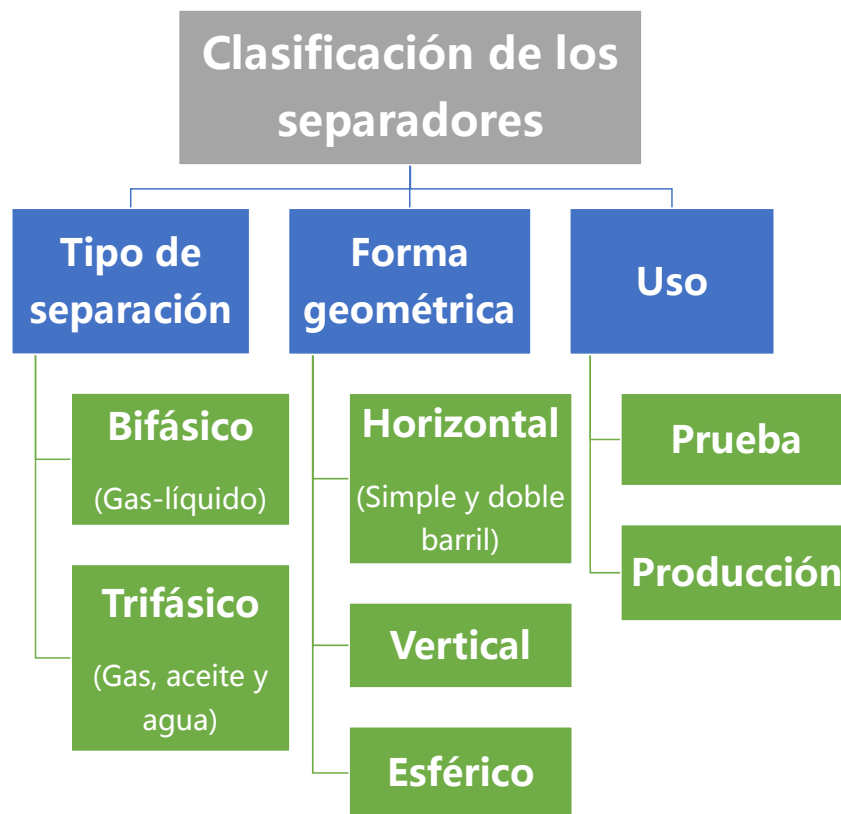 Clasificación de los
separadores
Tipo de
separación
Bifásico
(Gas-líquido)
Trifásico
(Gas, aceite y
agua)
Forma
geométrica
Horizontal
(Simple y doble
barril)
Vertical
Esférico
Uso
Prueba
Producción